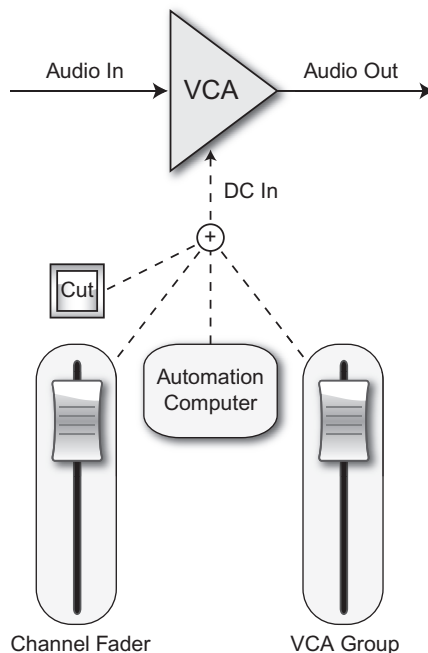 Audio In
VCA
Audio Out
DC In
+
Cut
Automation
Computer
Channel Fader
VCA Group